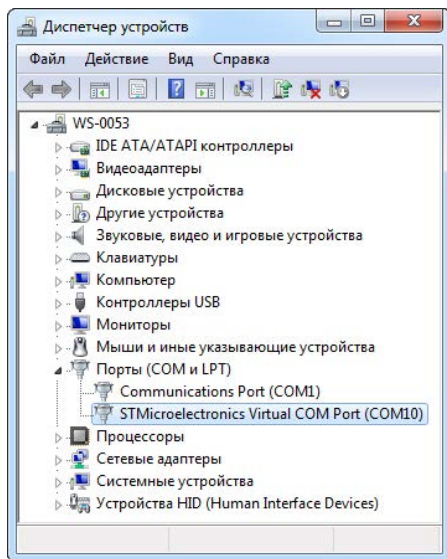 Диспетчер устройств
Файл Действие Вид Справка
WS-0053
IDE ATA/ATAPI контроллеры
Видеоадаптеры
Дисковые устройства
Другие устройства
Звуковые, видео и игровые устройства
Клавиатуры
Компьютер
Контроллеры USB
Мониторы
Мыши и иные указывающие устройства
Порты (COM и LPT)
Communications Port (COM1)
STMicroelectronics Virtual COM Port (COM10)
Процессоры
Сетевые адаптеры
Системные устройства
Устройства HID (Human Interface Devices)